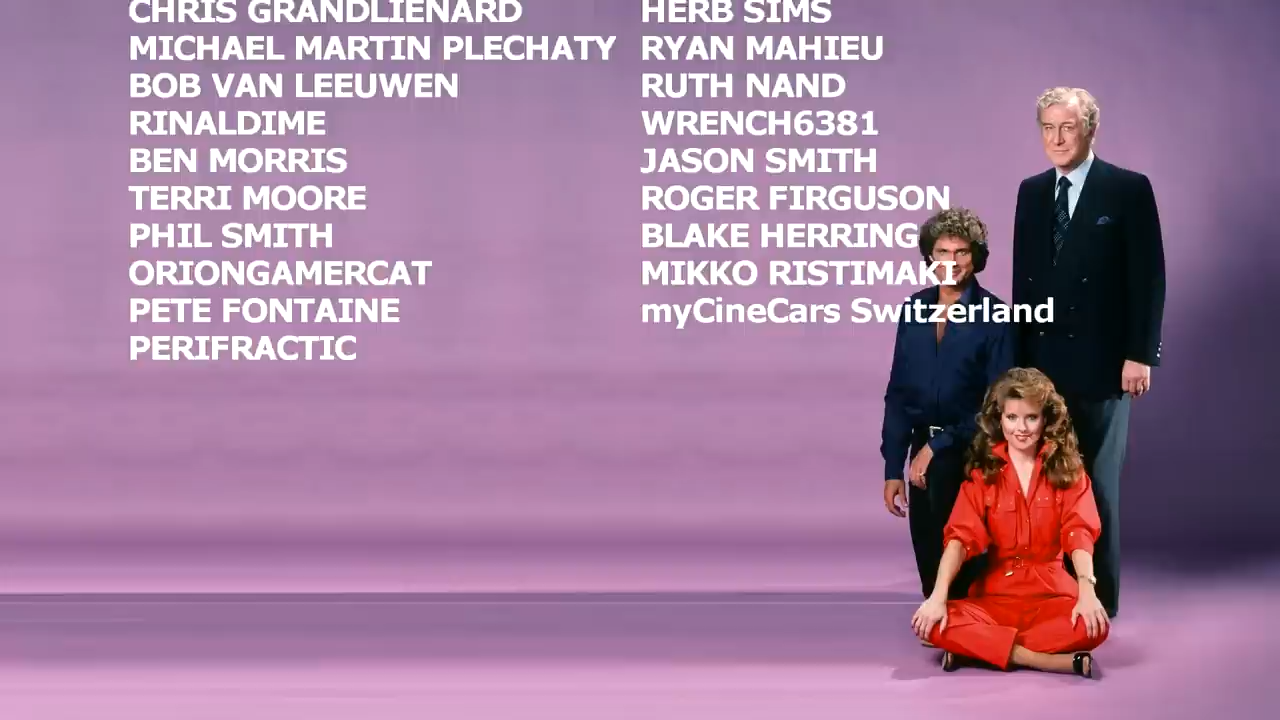 CHRIS GRANDLIENARD
MICHAEL MARTIN PLECHATY
BOB VAN LEEUWEN
RINALDIME
BEN MORRIS
TERRI MOORE
PHIL SMITH
ORIONGAMERCAT
PETE FONTAINE
PERIFRACTIC
HERB SIMS
RYAN MAHIEU
RUTH NAND
WRENCH6381
JASON SMITH
ROGER FIRGUSON
BLAKE HERRING
MIKKO RISTIMAKI
myCineCars Switzerland